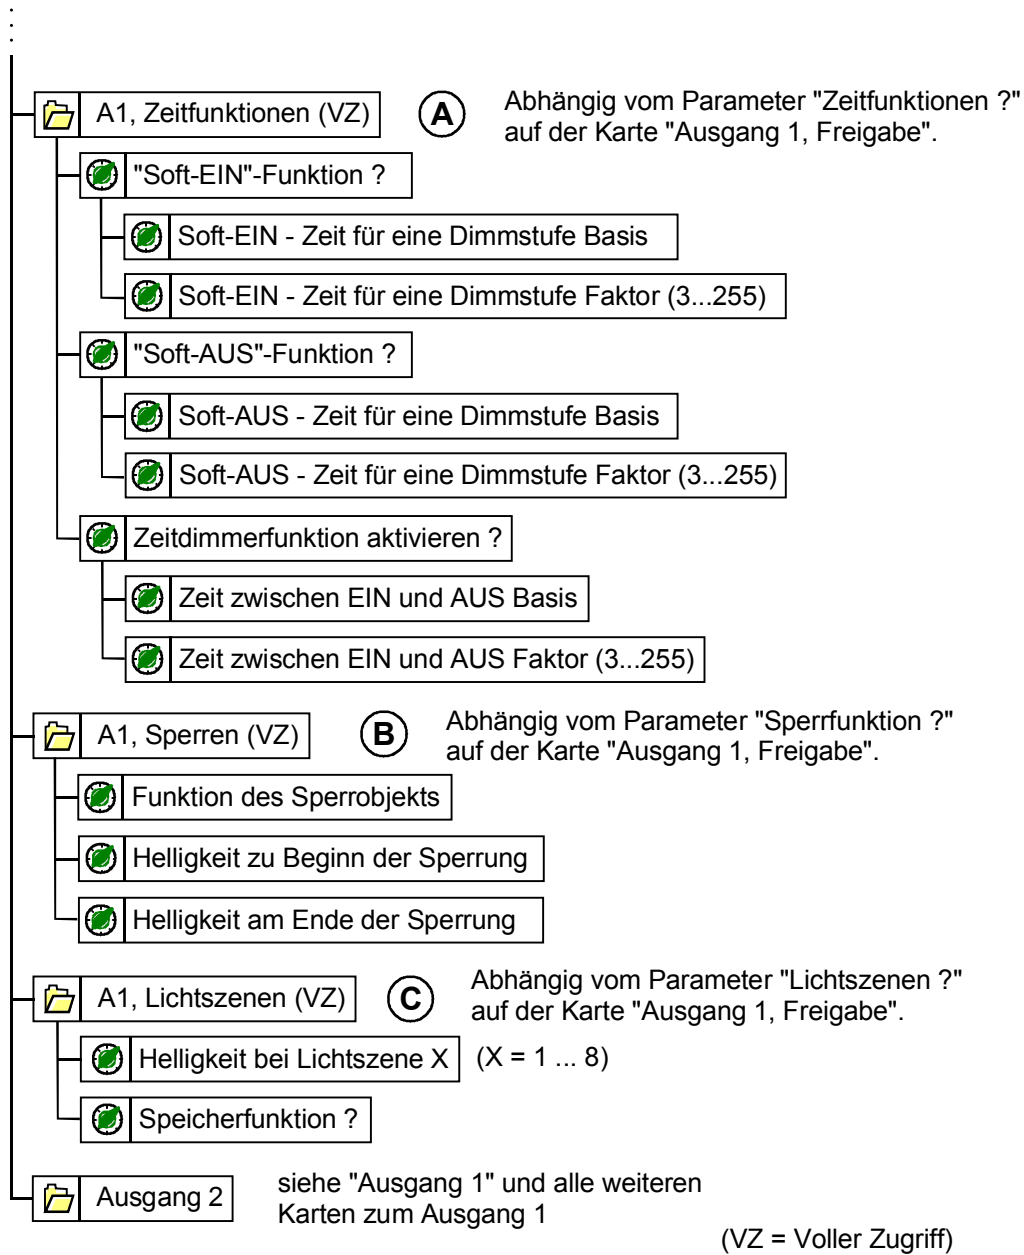 A1, Zeitfunktionen (VZ)
A
Abhängig vom Parameter "Zeitfunktionen ?"
auf der Karte "Ausgang 1, Freigabe".
"Soft-EIN"-Funktion ?
Soft-EIN - Zeit für eine Dimmstufe Basis
Soft-EIN - Zeit für eine Dimmstufe Faktor (3...255)
"Soft-AUS"-Funktion ?
Soft-AUS - Zeit für eine Dimmstufe Basis
Soft-AUS - Zeit für eine Dimmstufe Faktor (3...255)
Zeitdimmerfunktion aktivieren ?
Zeit zwischen EIN und AUS Basis
Zeit zwischen EIN und AUS Faktor (3...255)
A1, Sperren (VZ)
B
Abhängig vom Parameter "Sperrfunktion ?"
auf der Karte "Ausgang 1, Freigabe".
Funktion des Sperrobjekts
Helligkeit zu Beginn der Sperrung
Helligkeit am Ende der Sperrung
A1, Lichtszenen (VZ)
C
Abhängig vom Parameter "Lichtszenen ?"
auf der Karte "Ausgang 1, Freigabe".
Helligkeit bei Lichtszene X
(X = 1 ... 8)
Speicherfunktion ?
Ausgang 2
siehe "Ausgang 1" und alle weiteren
Karten zum Ausgang 1
(VZ = Voller Zugriff)